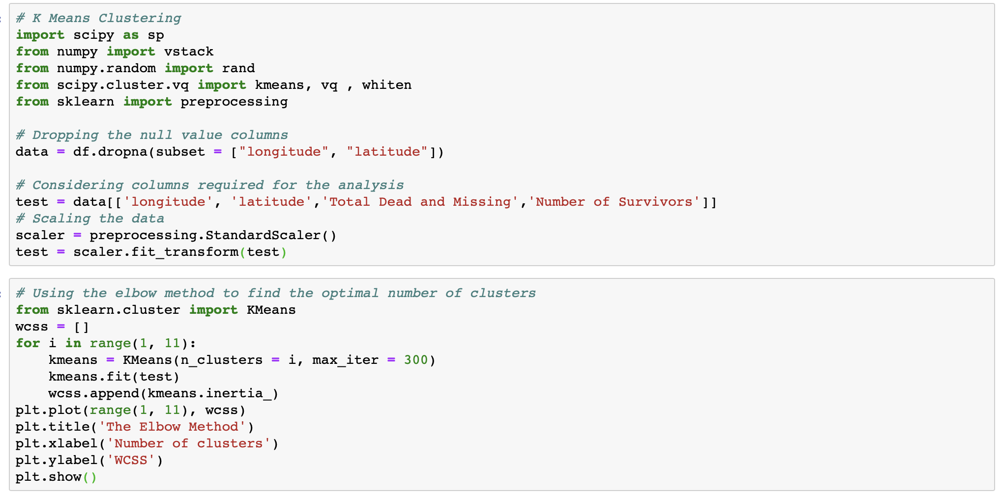 # K Means Clustering
import scipy as sp
from numpy import vstack
from numpy.random import rand
from scipy.cluster.vq import kmeans, vq , whiten
from sklearn import preprocessing
# Dropping the null value columns
data = df.dropna(subset = ["longitude", "latitude"])
# Considering columns required for the analysis
test = data[['longitude', 'latitude','Total Dead and Missing','Number of Survivors']]
# Scaling the data
scaler = preprocessing.StandardScaler()
test = scaler.fit_transform(test)
# Using the elbow method to find the optimal number of clusters
from sklearn.cluster import KMeans
wcss = []
for i in range(1, 11):
    kmeans = KMeans(n_clusters = i, max_iter = 300)
    kmeans.fit(test)
    wcss.append(kmeans.inertia_)
plt.plot(range(1, 11), wcss)
plt.title('The Elbow Method')
plt.xlabel('Number of clusters')
plt.ylabel('WCSS')
plt.show()